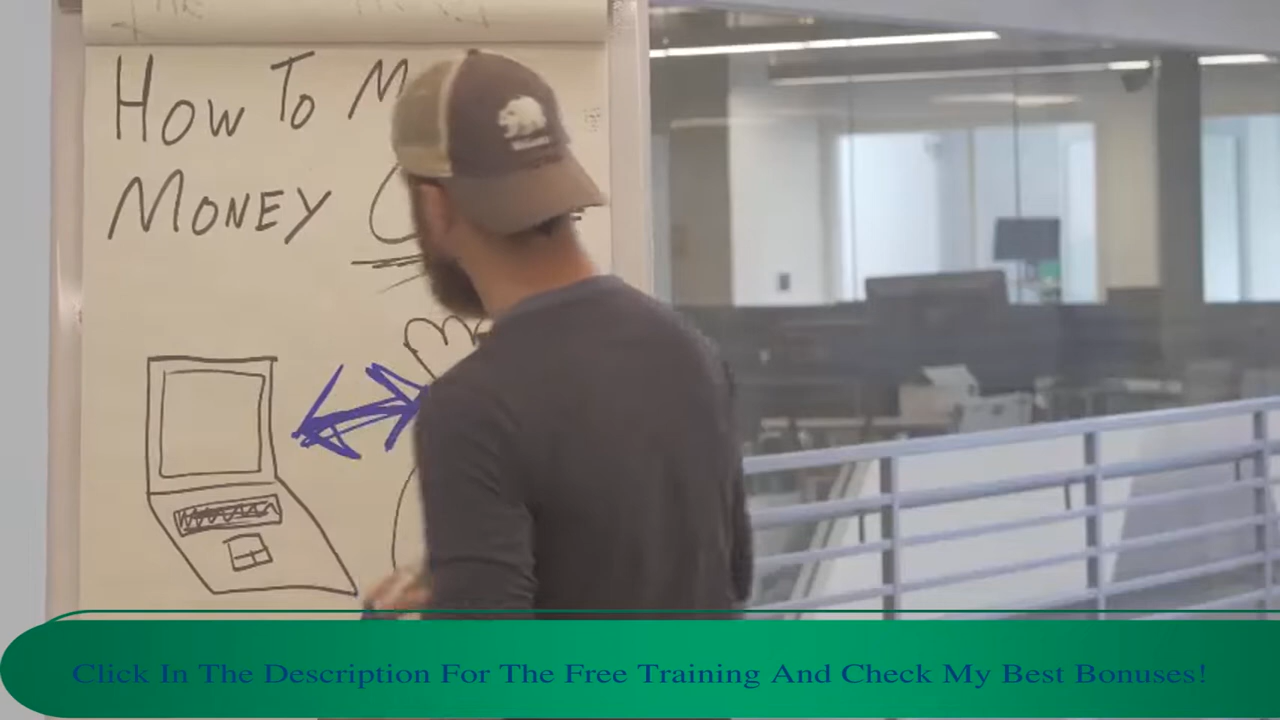 How To M
MONEY
Click In The Description For The Free Training And Check My Best Bonuses!